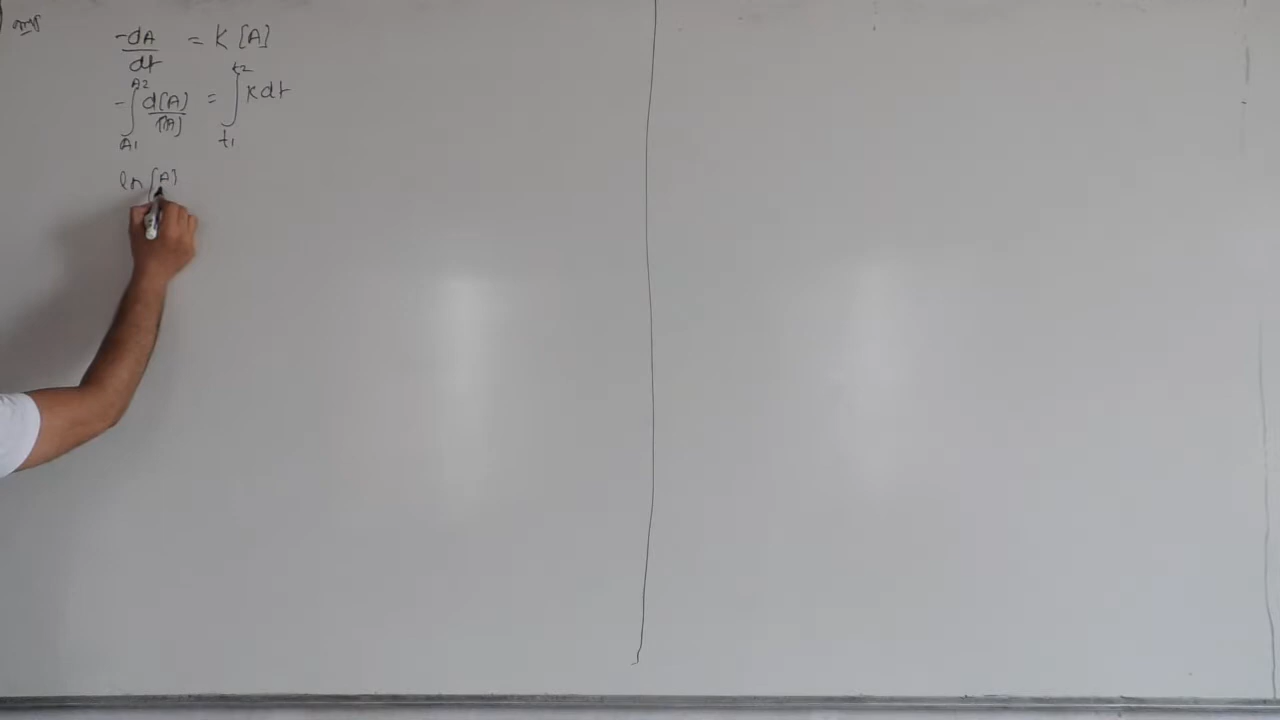 -dA/dt = K [A]
-∫_{A1}^{A2} d[A]/[A] = ∫_{t1}^{t2} K dt
ln [A]